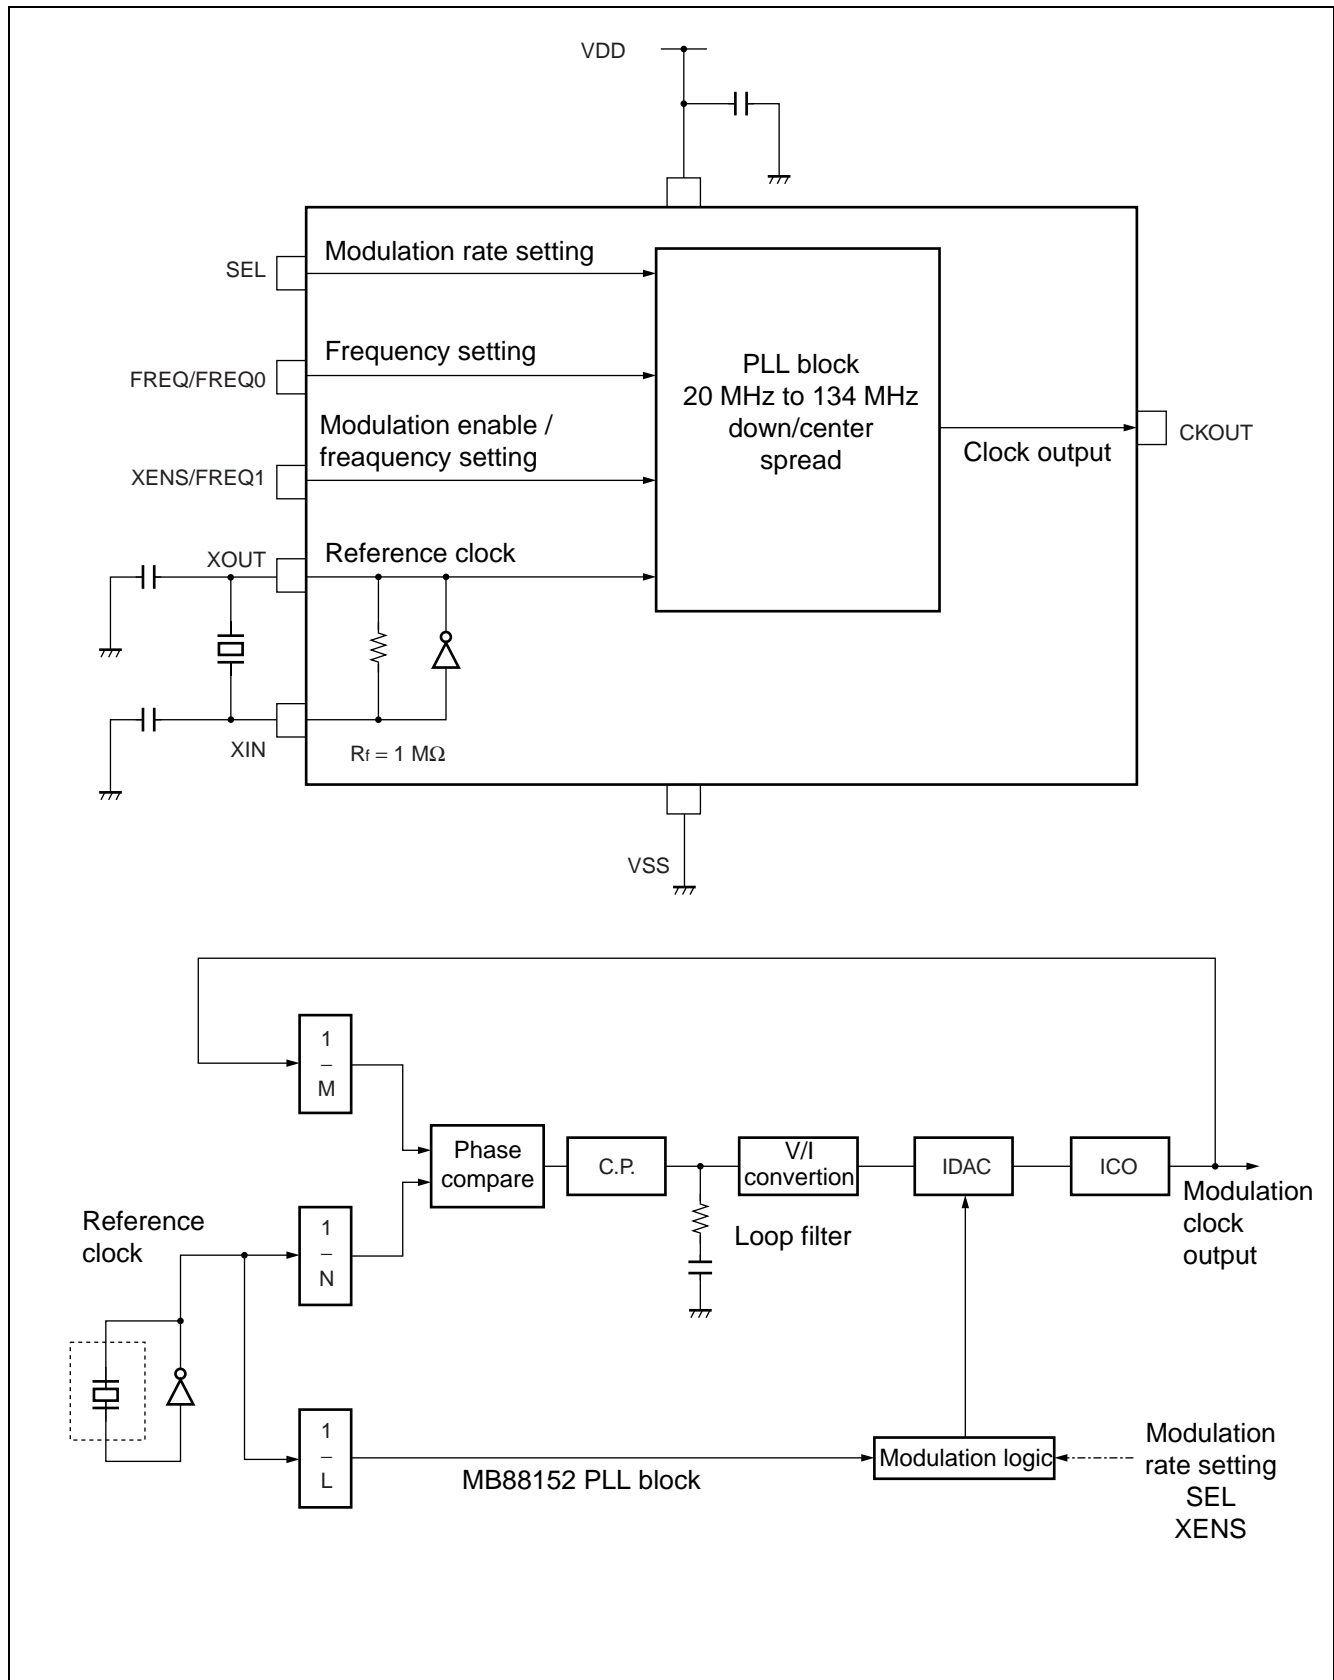 VDD
SEL
Modulation rate setting
FREQ/FREQ0
Frequency setting
XENS/FREQ1
Modulation enable /
freaquency setting
XOUT
Reference clock
XIN
Rf = 1 MΩ
PLL block
20 MHz to 134 MHz
down/center
spread
Clock output
CKOUT
VSS
1
M
Reference
clock
1
N
Phase
compare
C.P.
Loop filter
V/I
convertion
IDAC
ICO
Modulation
clock
output
1
L
MB88152 PLL block
Modulation logic
Modulation
rate setting
SEL
XENS